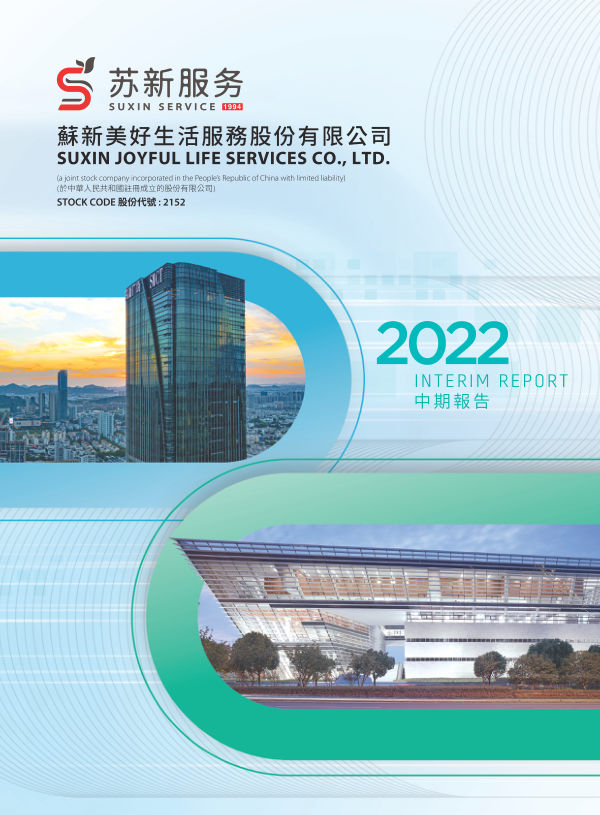 苏新服务
SUXIN SERVICE 1994
蘇新美好生活服務股份有限公司
SUXIN JOYFUL LIFE SERVICES CO., LTD.
(a joint stock company incorporated in the People's Republic of China with limited liability)
(於中華人民共和國註冊成立的股份有限公司)
STOCK CODE 股份代號 : 2152
2022
INTERIM REPORT
中期報告